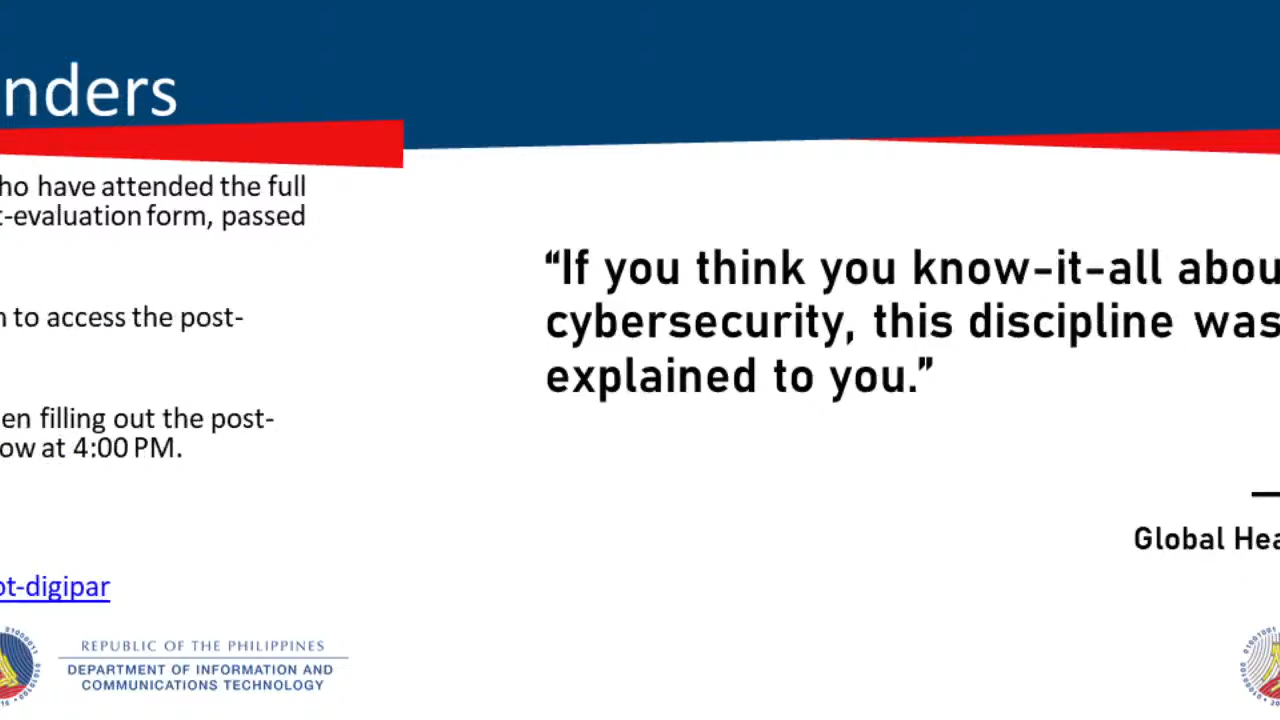 nders
ho have attended the full
t-evaluation form, passed
n to access the post-
en filling out the post-
ow at 4:00 PM.
ot-digipar
REPUBLIC OF THE PHILIPPINES
DEPARTMENT OF INFORMATION AND
COMMUNICATIONS TECHNOLOGY
“If you think you know-it-all abou
cybersecurity, this discipline was
explained to you.”
Global Hea